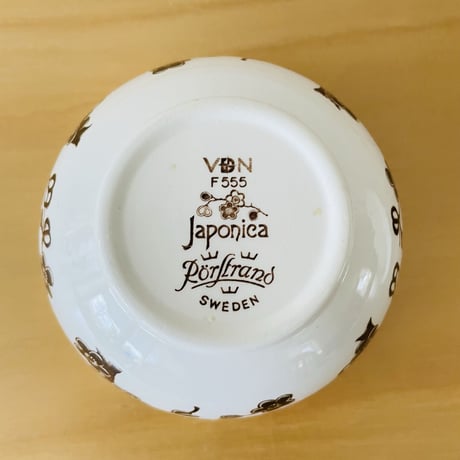 VDN
F555
Japonica
Rörstrand
SWEDEN